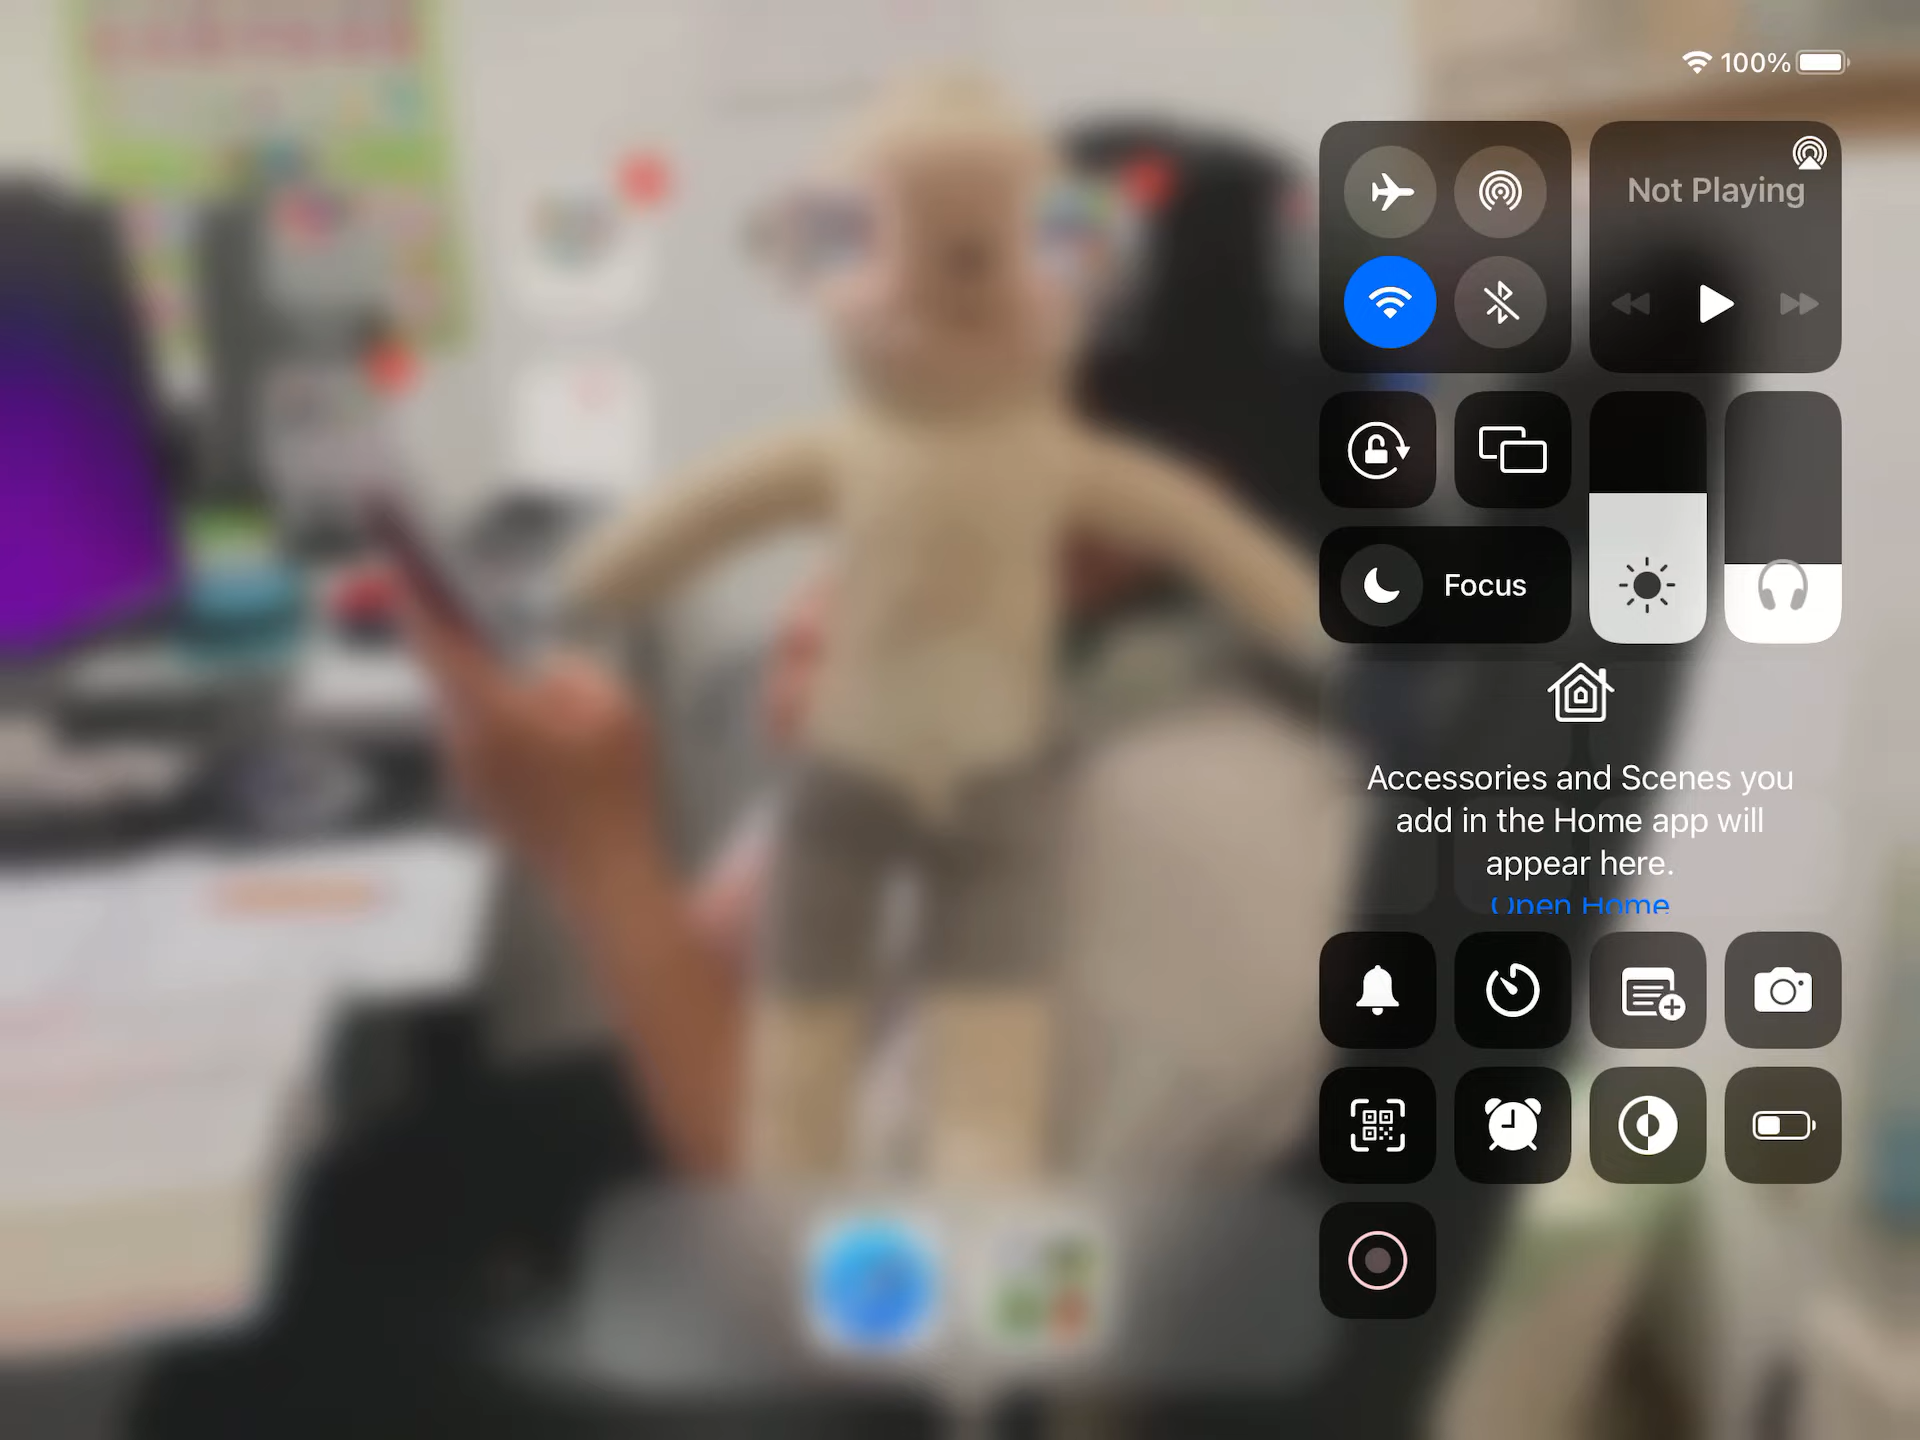 100%
Not Playing
Focus
Accessories and Scenes you
add in the Home app will
appear here.
Open Home